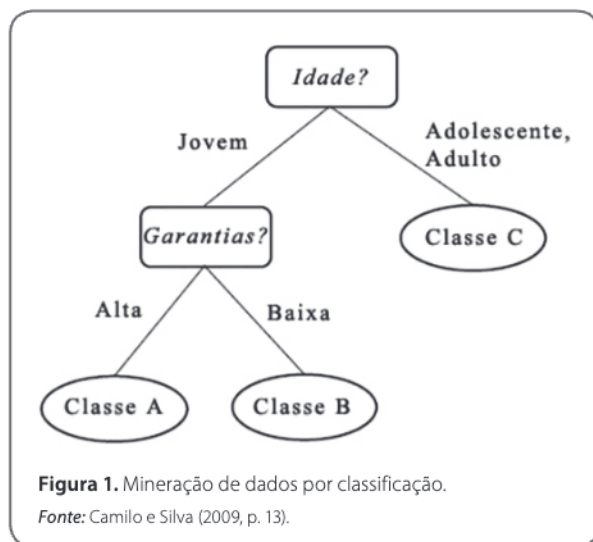 Idade?
Jovem
Adolescente,
Adulto
Garantias?
Classe C
Alta
Baixa
Classe A
Classe B
Figura 1. Mineração de dados por classificação.
Fonte: Camilo e Silva (2009, p. 13).